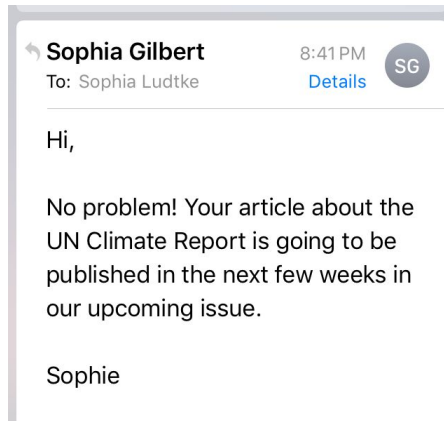 Sophia Gilbert
8:41 PM
SG
To: Sophia Ludtke
Details
Hi,
No problem! Your article about the
UN Climate Report is going to be
published in the next few weeks in
our upcoming issue.
Sophie